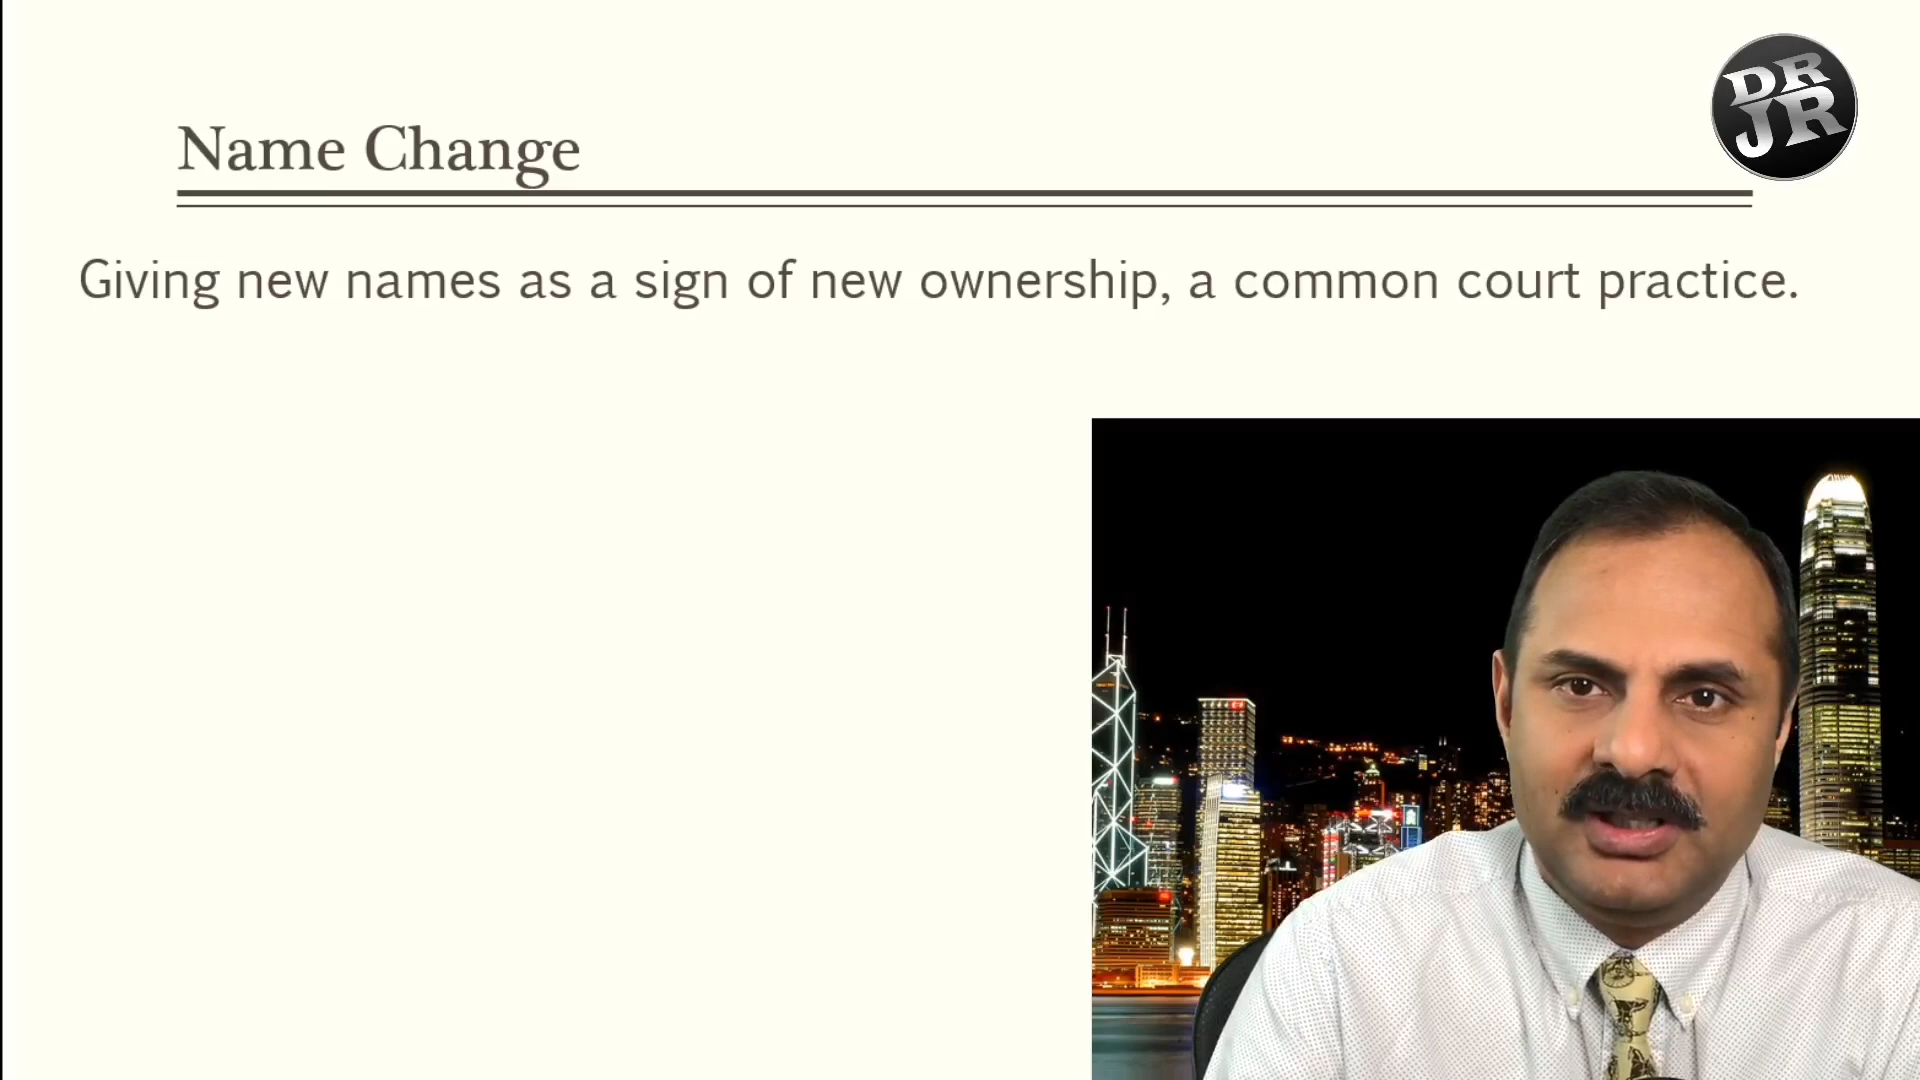 DR
JR
Name Change
Giving new names as a sign of new ownership, a common court practice.